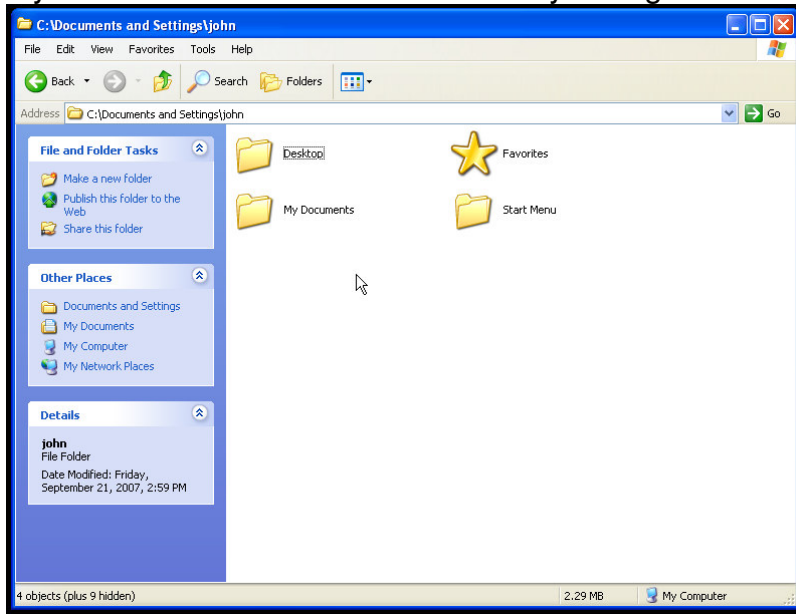 C:\Documents and Settings\john
File Edit View Favorites Tools Help
Back Search Folders
Address C:\Documents and Settings\john Go
File and Folder Tasks
Make a new folder
Publish this folder to the
Web
Share this folder
Other Places
Documents and Settings
My Documents
My Computer
My Network Places
Details
john
File Folder
Date Modified: Friday,
September 21, 2007, 2:59 PM
Desktop Favorites
My Documents Start Menu
4 objects (plus 9 hidden) 2.29 MB My Computer